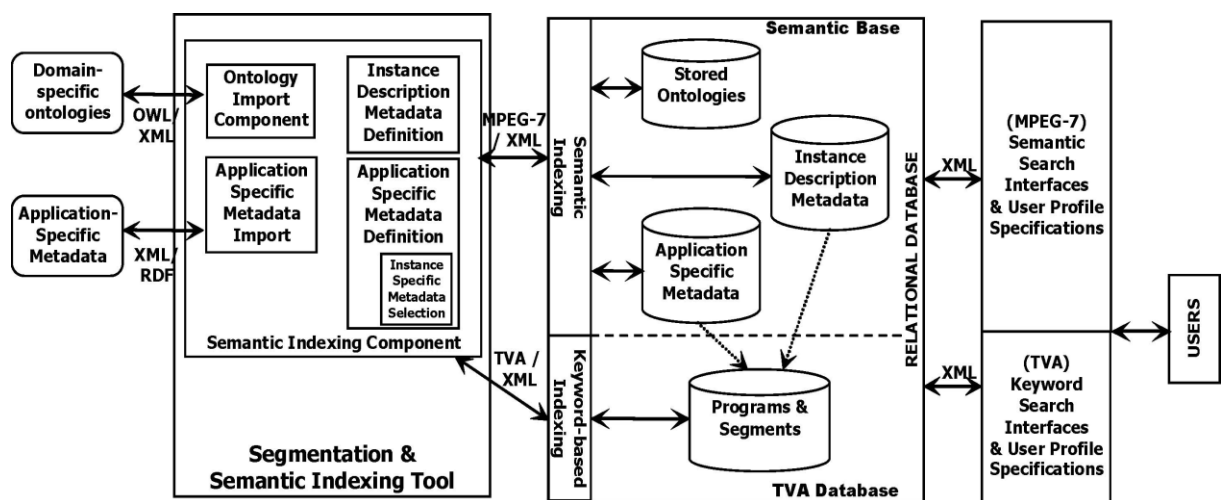 Domain-
specific
ontologies
OWL/
XML
Application-
Specific
Metadata
XML/
RDF
Ontology
Import
Component
Instance
Description
Metadata
Definition
Application
Specific
Metadada
Import
Application
Specific
Metadata
Definition
Instance
Specific
Metadata
Selection
Semantic Indexing Component
Segmentation &
Semantic Indexing Tool
MPEG-7
/ XML
TVA /
XML
Semantic
Indexing
Keyword-based
Indexing
Semantic Base
Stored
Ontologies
Instance
Description
Metadata
Application
Specific
Metadata
Programs &
Segments
TVA Database
RELATIONAL DATABASE
XML
XML
(MPEG-7)
Semantic
Search
Interfaces
& User Profile
Specifications
(TVA)
Keyword
Search
Interfaces
& User Profile
Specifications
USERS